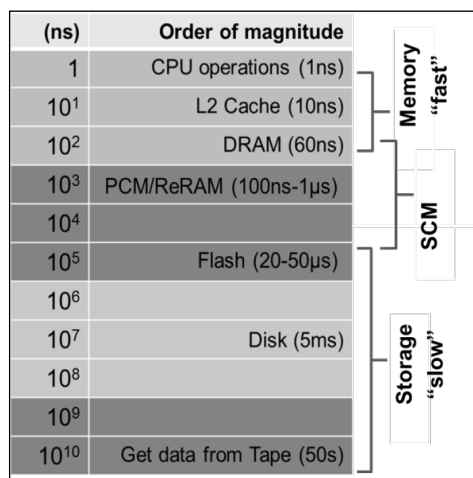 (ns) Order of magnitude
1 CPU operations (1ns)
10¹ L2 Cache (10ns)
10² DRAM (60ns)
10³ PCM/ReRAM (100ns-1µs)
10⁴
10⁵ Flash (20-50µs)
10⁶
10⁷ Disk (5ms)
10⁸
10⁹
10¹⁰ Get data from Tape (50s)
Memory
“fast”
SCM
Storage
“slow”